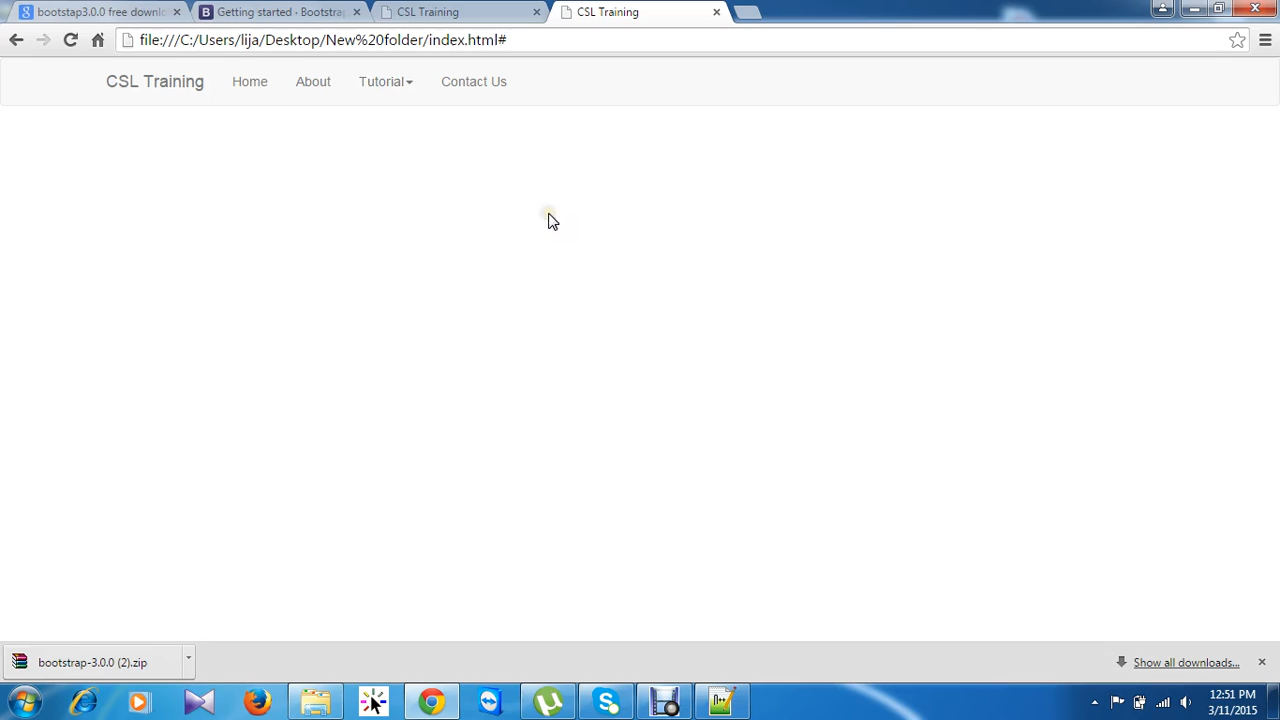 bootstap3.0.0 free downlo
Getting started · Bootstrap
CSL Training
CSL Training
file:///C:/Users/lija/Desktop/New%20folder/index.html#
CSL Training Home About Tutorial Contact Us
bootstrap-3.0.0 (2).zip
Show all downloads...
12:51 PM
3/11/2015